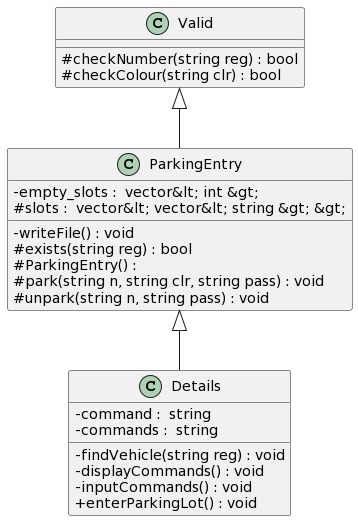 C Valid
#checkNumber(string reg) : bool
#checkColour(string clr) : bool
C ParkingEntry
-empty_slots :  vector&lt; int &gt;
#slots :  vector&lt; vector&lt; string &gt; &gt;
-writeFile() : void
#exists(string reg) : bool
#ParkingEntry() :
#park(string n, string clr, string pass) : void
#unpark(string n, string pass) : void
C Details
-command :  string
-commands :  string
-findVehicle(string reg) : void
-displayCommands() : void
-inputCommands() : void
+enterParkingLot() : void